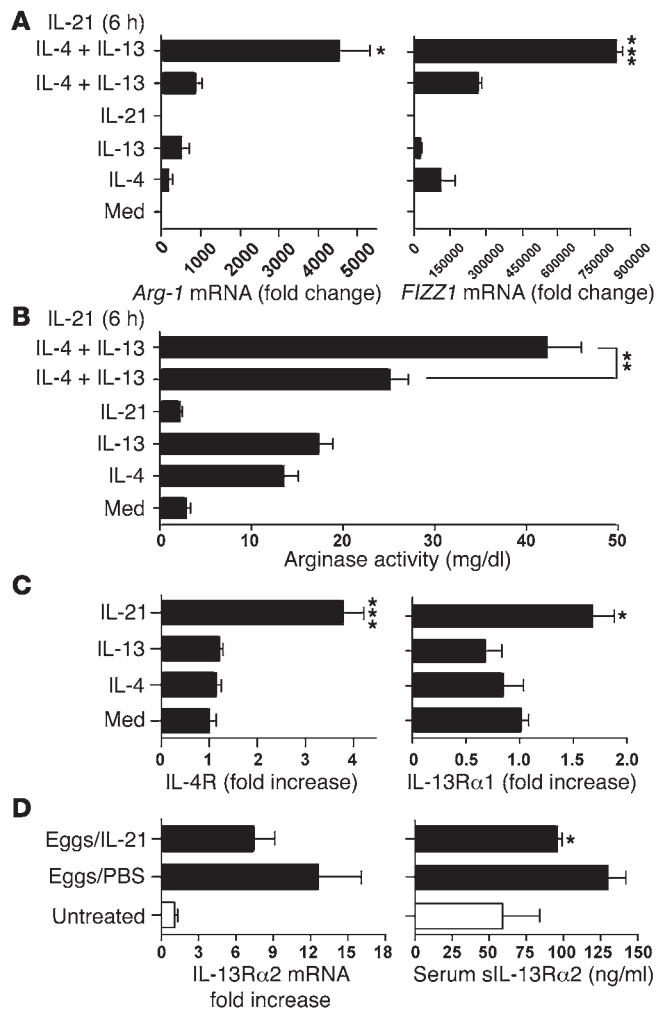 A IL-21 (6 h)
IL-4 + IL-13 * ***
IL-4 + IL-13
IL-21
IL-13
IL-4
Med
0 1000 2000 3000 4000 5000 0 150000 300000 450000 600000 750000 900000
Arg-1 mRNA (fold change) FIZZ1 mRNA (fold change)
B IL-21 (6 h)
IL-4 + IL-13
IL-4 + IL-13 **
IL-21
IL-13
IL-4
Med
0 10 20 30 40 50
Arginase activity (mg/dl)
C
IL-21 *** *
IL-13
IL-4
Med
0 1 2 3 4 0 0.5 1.0 1.5 2.0
IL-4R (fold increase) IL-13Rα1 (fold increase)
D
Eggs/IL-21 *
Eggs/PBS
Untreated
0 3 6 9 12 15 18 0 25 50 75 100 125 150
IL-13Rα2 mRNA Serum sIL-13Rα2 (ng/ml)
fold increase